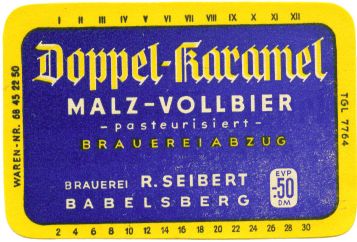 I II III IV V VI VII VIII IX X XI XII
Doppel-Karamel
MALZ-VOLLBIER
- pasteurisiert -
BRAUEREIABZUG
BRAUEREI R. SEIBERT
BABELSBERG
EVP
-50
DM
2 4 6 8 10 12 14 16 18 20 22 24 26 28 30
WAREN-NR. 68 45 22 50
TGL 7764